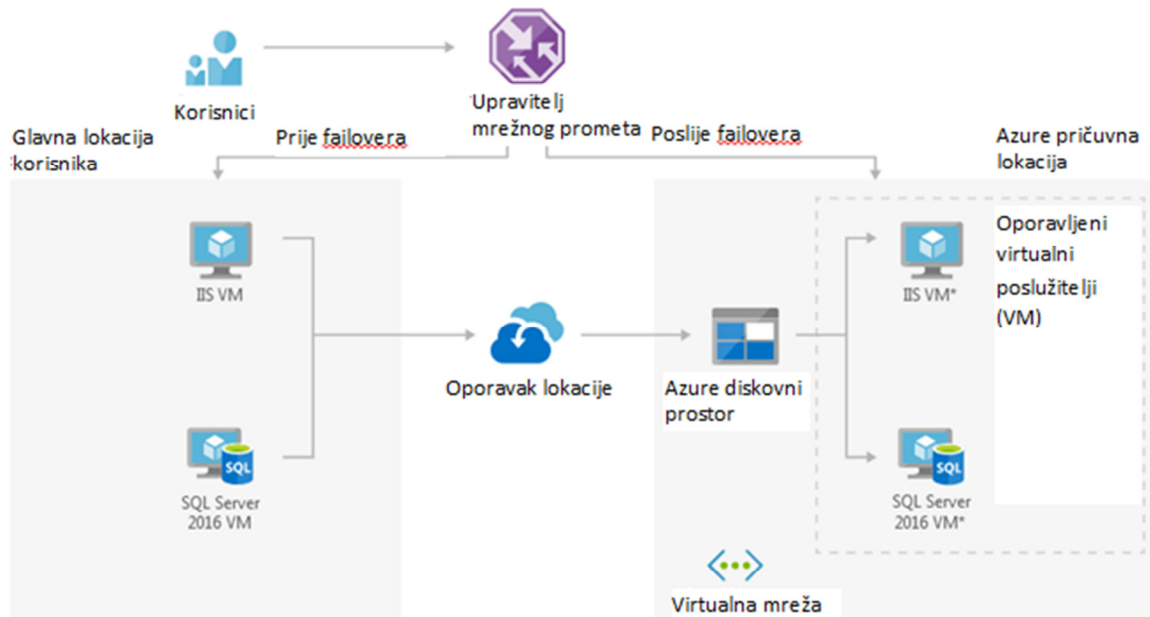 Korisnici
Upravitelj
mrežnog prometa
Glavna lokacija
korisnika
Prije failovera
Poslije failovera
Azure pričuvna
lokacija
IIS VM
IIS VM*
Oporavljeni
virtualni
poslužitelji
(VM)
Oporavak lokacije
Azure diskovni
prostor
SQL
SQL Server
2016 VM
SQL
SQL Server
2016 VM*
Virtualna mreža